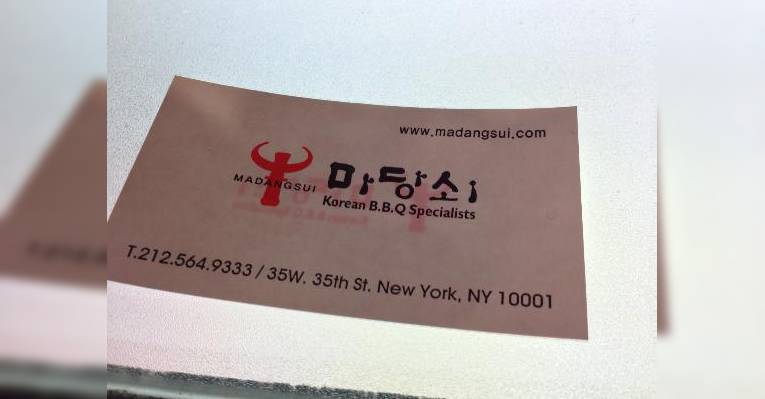 www.madangsui.com
MADANGSUI
마당쇠
Korean B.B.Q Specialists
T.212.564.9333 / 35W. 35th St. New York, NY 10001